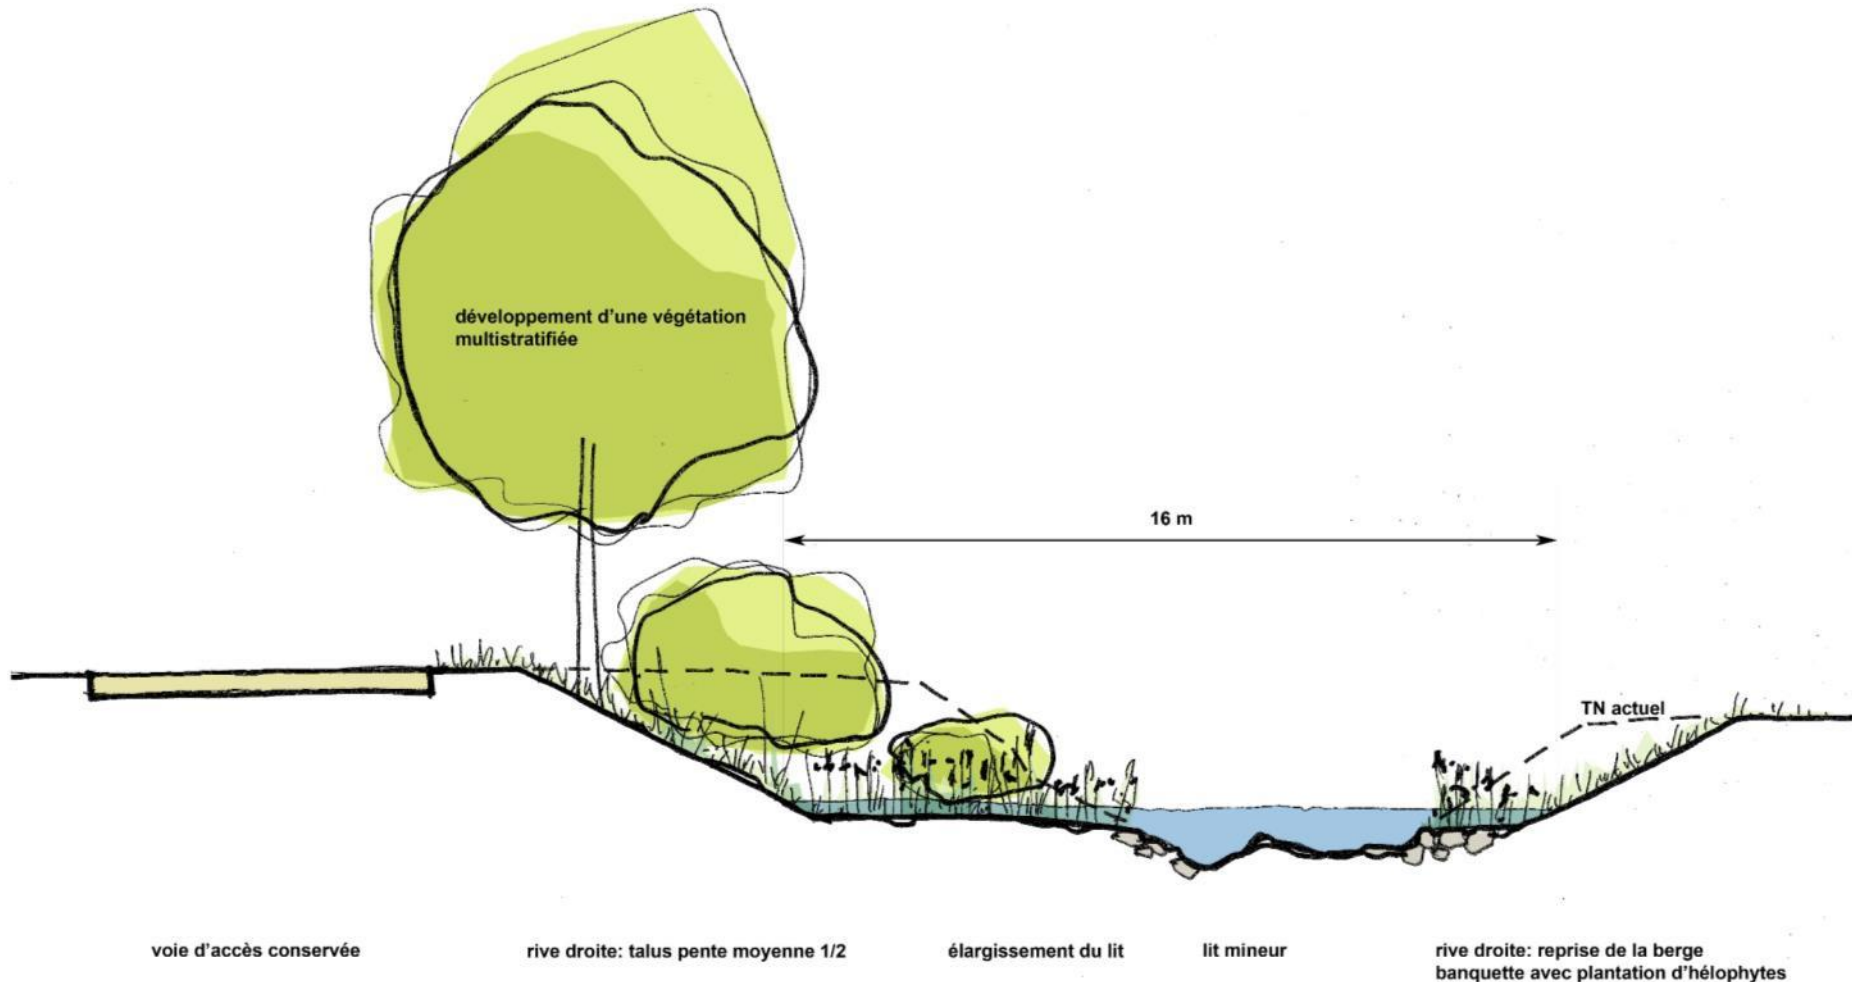 développement d'une végétation
multistratifiée
16 m
TN actuel
voie d'accès conservée
rive droite: talus pente moyenne 1/2
élargissement du lit
lit mineur
rive droite: reprise de la berge
banquette avec plantation d'hélophytes